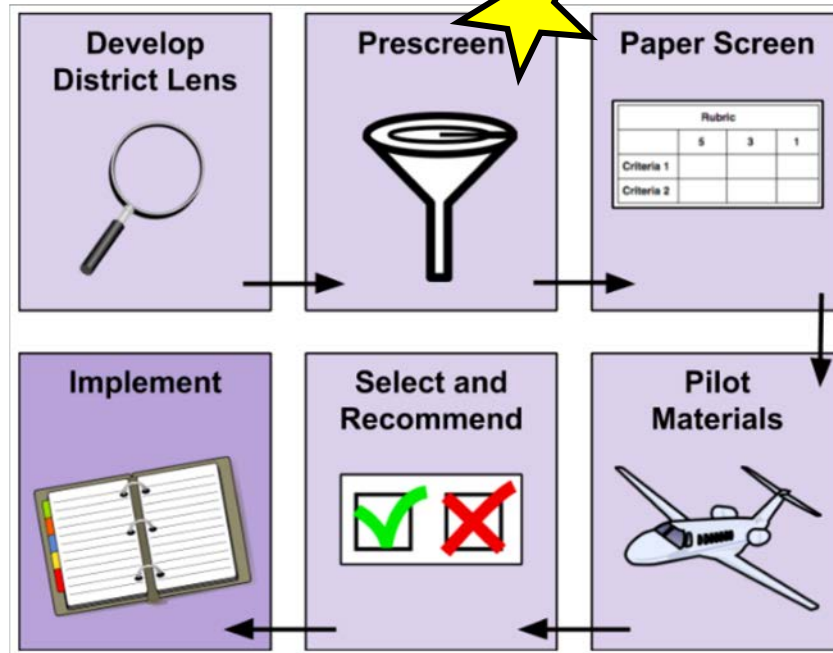 Develop
District Lens
Prescreen
Paper Screen
Rubric
5 3 1
Criteria 1
Criteria 2
Implement
Select and
Recommend
Pilot
Materials